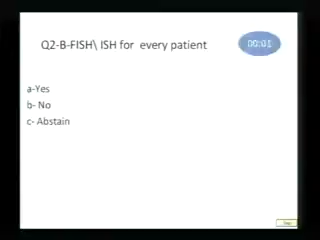 Q2-B-FISH\ ISH for  every patient
00:01
a-Yes
b- No
c- Abstain